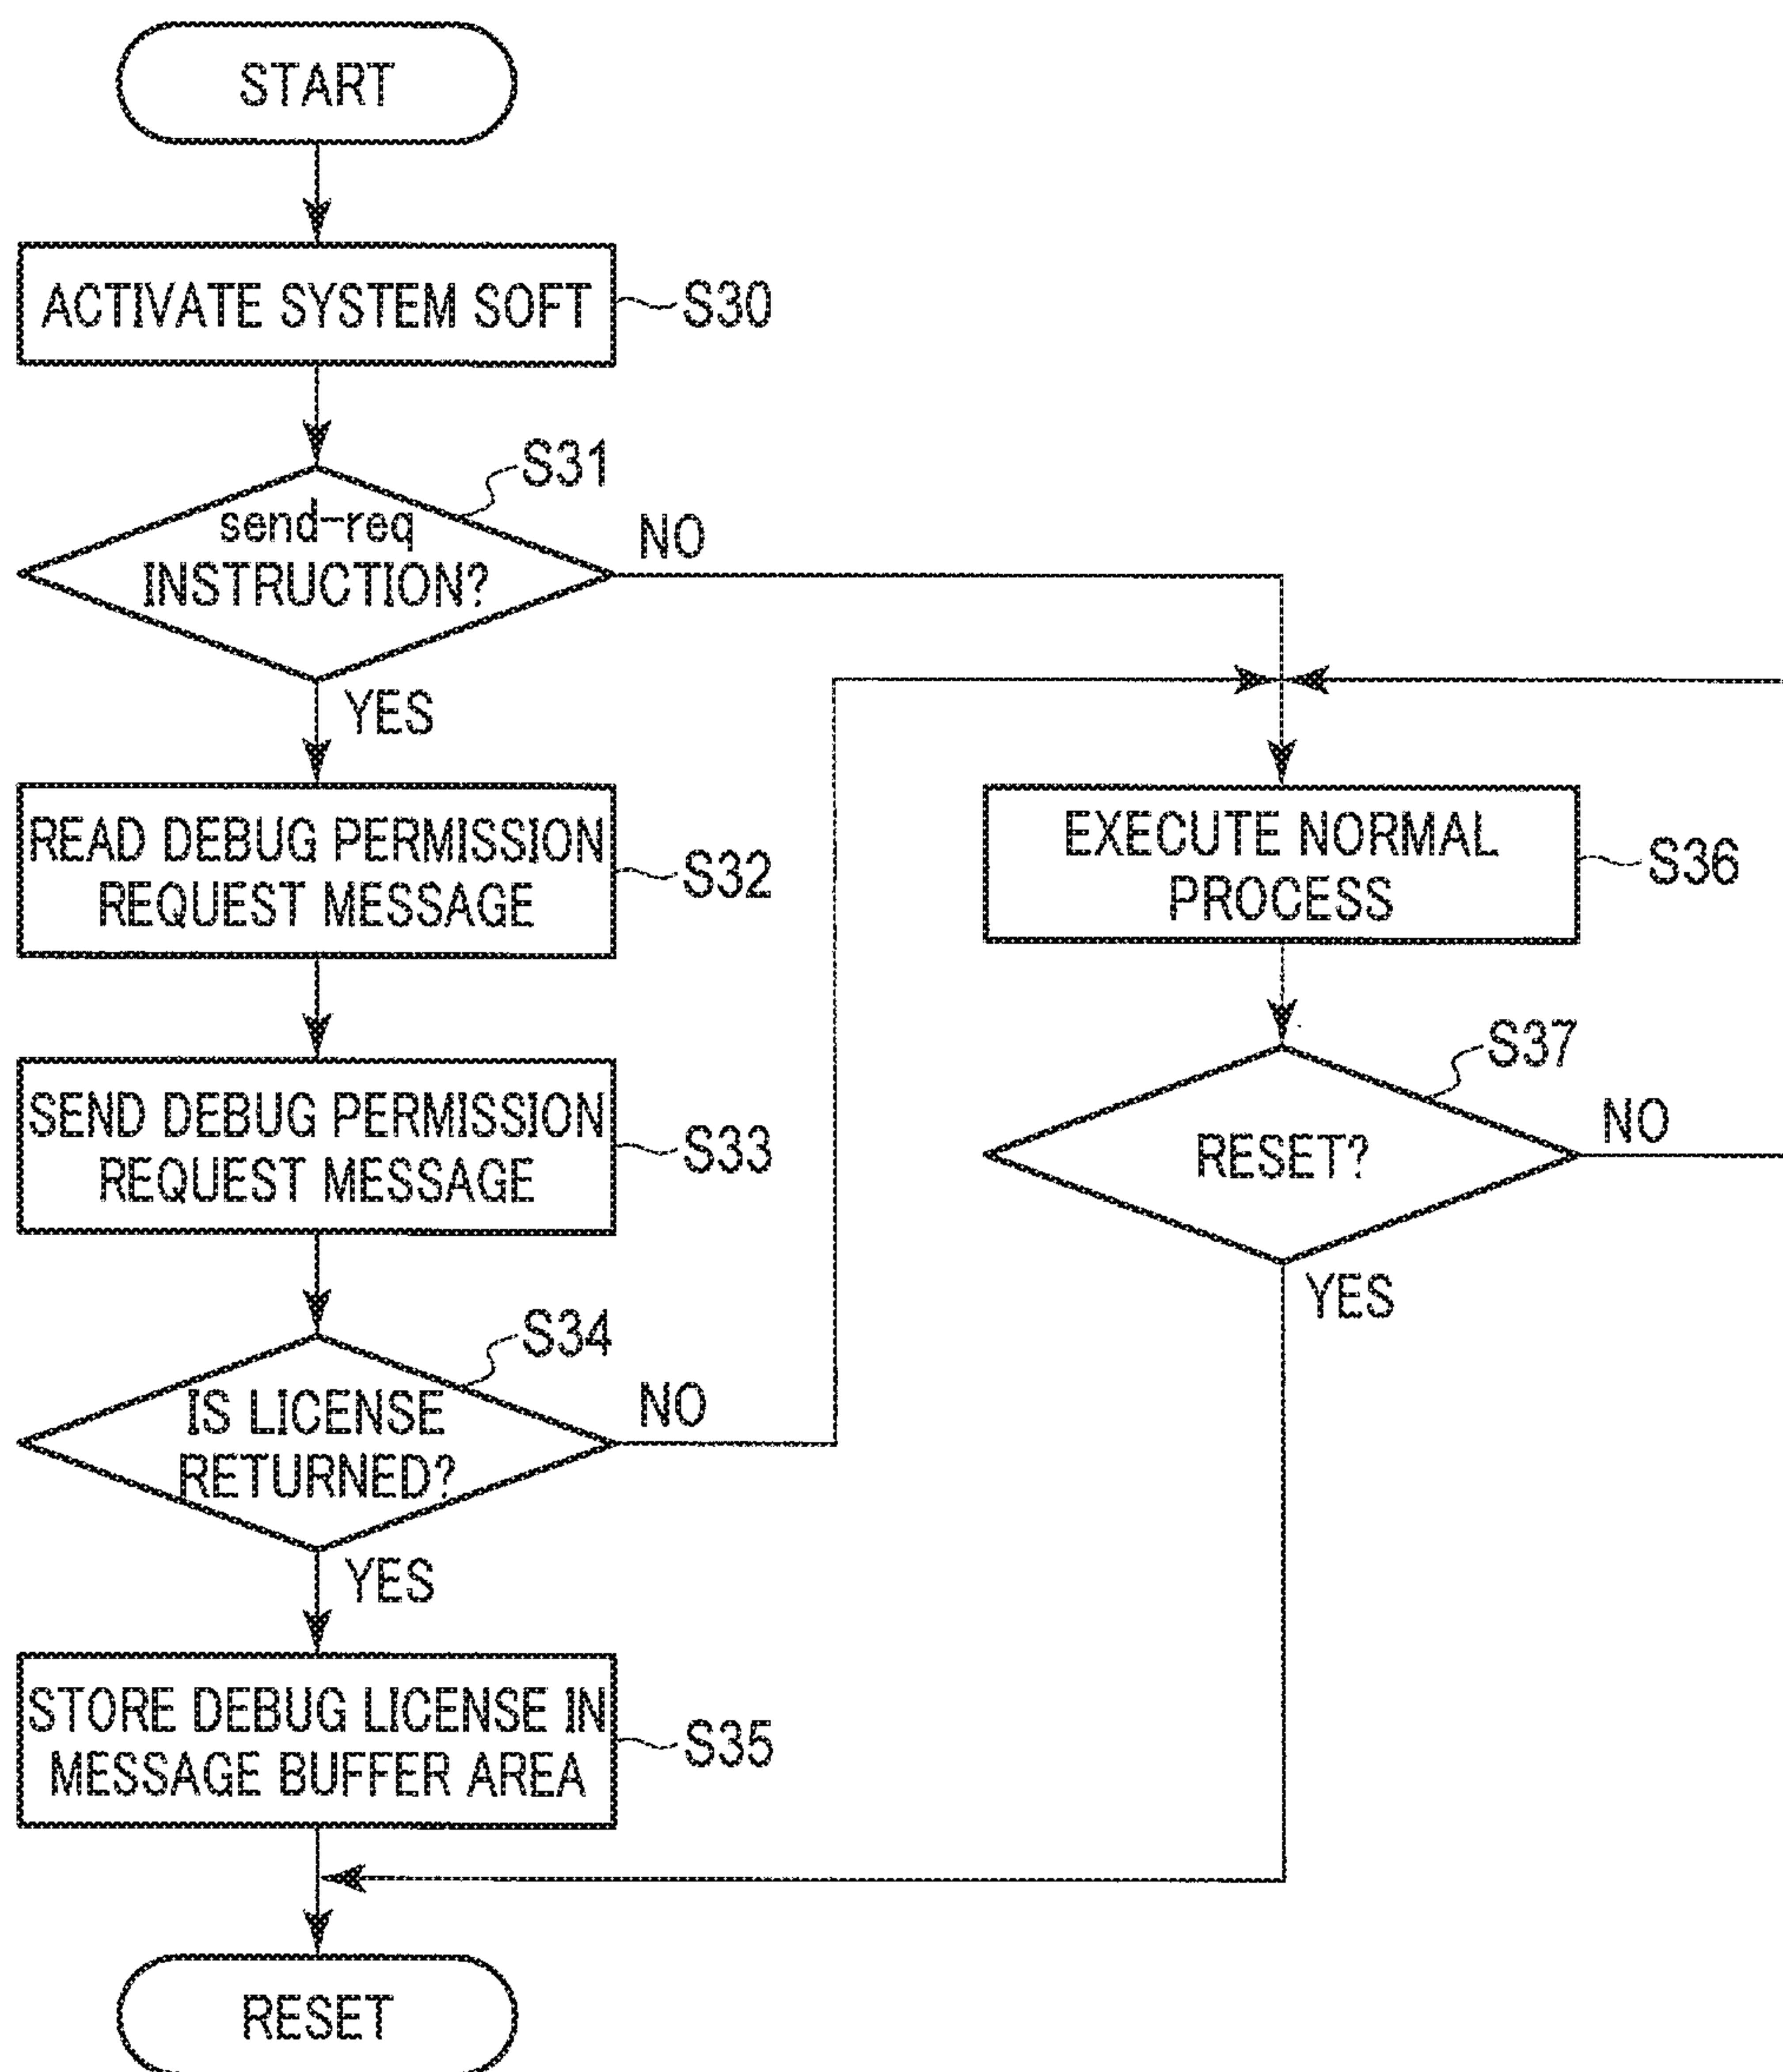 START
ACTIVATE SYSTEM SOFT
S30
S31
send-req
INSTRUCTION?
NO
YES
READ DEBUG PERMISSION
REQUEST MESSAGE
S32
SEND DEBUG PERMISSION
REQUEST MESSAGE
S33
S34
IS LICENSE
RETURNED?
NO
YES
STORE DEBUG LICENSE IN
MESSAGE BUFFER AREA
S35
EXECUTE NORMAL
PROCESS
S36
S37
RESET?
NO
YES
RESET